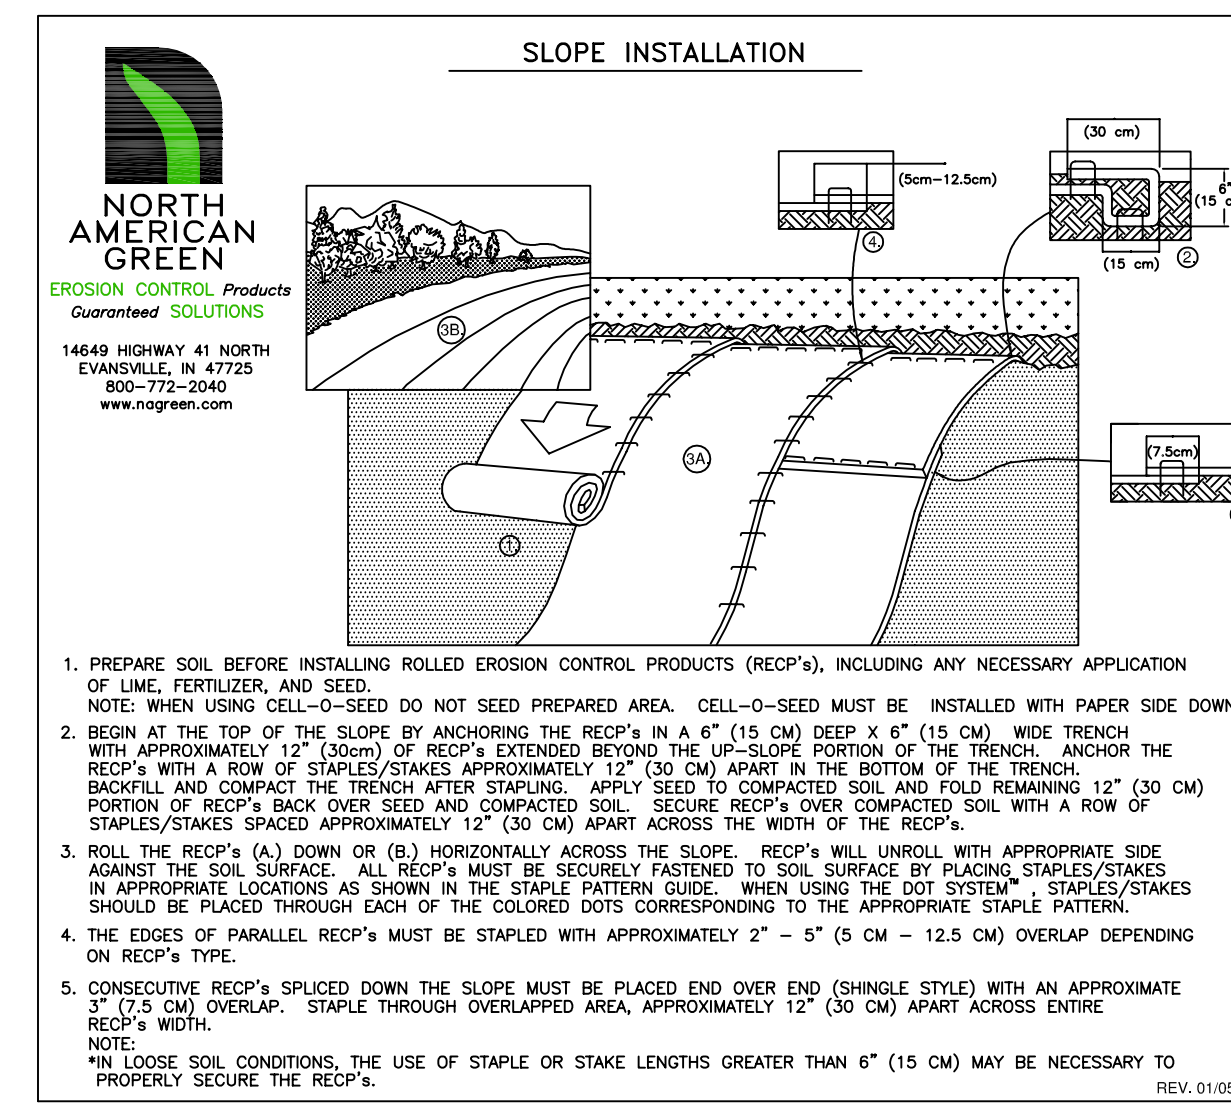 SLOPE INSTALLATION
NORTH
AMERICAN
GREEN
EROSION CONTROL Products
Guaranteed SOLUTIONS
14649 HIGHWAY 41 NORTH
EVANSVILLE, IN 47725
800-772-2040
www.nagreen.com
(30 cm)
(5cm-12.5cm)
4.
6"
(15 c
(15 cm)
2.
3B.
(7.5cm)
3A.
1.
1. PREPARE SOIL BEFORE INSTALLING ROLLED EROSION CONTROL PRODUCTS (RECP's), INCLUDING ANY NECESSARY APPLICATION
OF LIME, FERTILIZER, AND SEED.
NOTE: WHEN USING CELL-O-SEED DO NOT SEED PREPARED AREA. CELL-O-SEED MUST BE INSTALLED WITH PAPER SIDE DOWN
2. BEGIN AT THE TOP OF THE SLOPE BY ANCHORING THE RECP's IN A 6" (15 CM) DEEP X 6" (15 CM) WIDE TRENCH
WITH APPROXIMATELY 12" (30cm) OF RECP's EXTENDED BEYOND THE UP-SLOPE PORTION OF THE TRENCH. ANCHOR THE
RECP's WITH A ROW OF STAPLES/STAKES APPROXIMATELY 12" (30 CM) APART IN THE BOTTOM OF THE TRENCH.
BACKFILL AND COMPACT THE TRENCH AFTER STAPLING. APPLY SEED TO COMPACTED SOIL AND FOLD REMAINING 12" (30 CM)
PORTION OF RECP's BACK OVER SEED AND COMPACTED SOIL. SECURE RECP's OVER COMPACTED SOIL WITH A ROW OF
STAPLES/STAKES SPACED APPROXIMATELY 12" (30 CM) APART ACROSS THE WIDTH OF THE RECP's.
3. ROLL THE RECP's (A.) DOWN OR (B.) HORIZONTALLY ACROSS THE SLOPE. RECP's WILL UNROLL WITH APPROPRIATE SIDE
AGAINST THE SOIL SURFACE. ALL RECP's MUST BE SECURELY FASTENED TO SOIL SURFACE BY PLACING STAPLES/STAKES
IN APPROPRIATE LOCATIONS AS SHOWN IN THE STAPLE PATTERN GUIDE. WHEN USING THE DOT SYSTEM™ , STAPLES/STAKES
SHOULD BE PLACED THROUGH EACH OF THE COLORED DOTS CORRESPONDING TO THE APPROPRIATE STAPLE PATTERN.
4. THE EDGES OF PARALLEL RECP's MUST BE STAPLED WITH APPROXIMATELY 2" - 5" (5 CM - 12.5 CM) OVERLAP DEPENDING
ON RECP's TYPE.
5. CONSECUTIVE RECP's SPLICED DOWN THE SLOPE MUST BE PLACED END OVER END (SHINGLE STYLE) WITH AN APPROXIMATE
3" (7.5 CM) OVERLAP. STAPLE THROUGH OVERLAPPED AREA, APPROXIMATELY 12" (30 CM) APART ACROSS ENTIRE
RECP's WIDTH.
NOTE:
*IN LOOSE SOIL CONDITIONS, THE USE OF STAPLE OR STAKE LENGTHS GREATER THAN 6" (15 CM) MAY BE NECESSARY TO
PROPERLY SECURE THE RECP's.
REV. 01/05